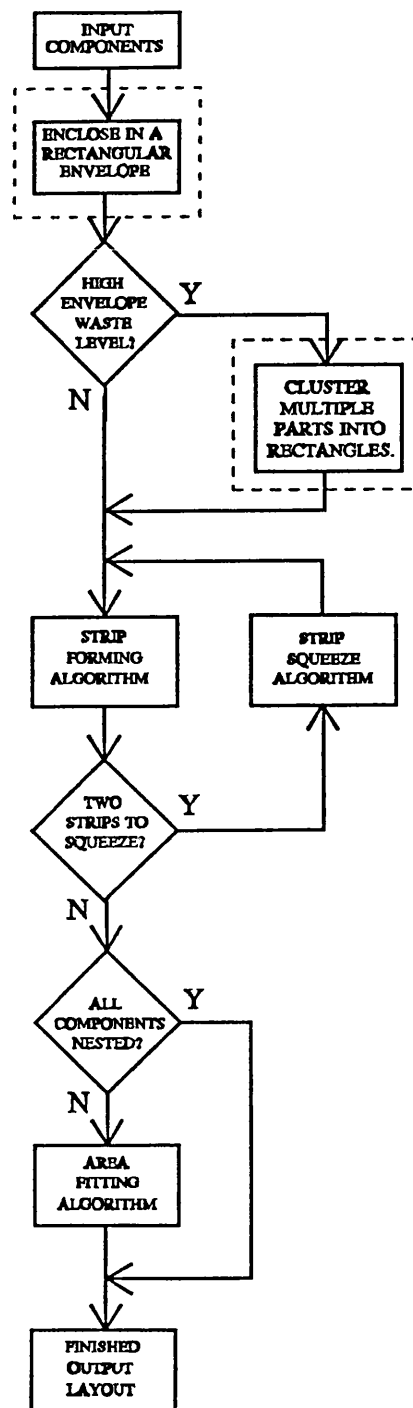 INPUT
COMPONENTS
ENCLOSE IN A
RECTANGULAR
ENVELOPE
HIGH
ENVELOPE
WASTE
LEVEL?
Y
N
CLUSTER
MULTIPLE
PARTS INTO
RECTANGLES.
STRIP
FORMING
ALGORITHM
STRIP
SQUEEZE
ALGORITHM
TWO
STRIPS TO
SQUEEZE?
Y
N
ALL
COMPONENTS
NESTED?
Y
N
AREA
FITTING
ALGORITHM
FINISHED
OUTPUT
LAYOUT